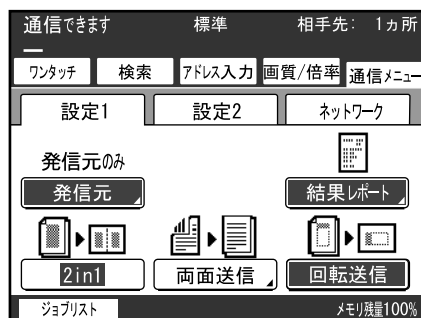 通信できます 標準 相手先: 1ヵ所
ワンタッチ 検索 アドレス入力 画質/倍率 通信メニュー
設定1 設定2 ネットワーク
発信元のみ
発信元 結果レポート
2in1 両面送信 回転送信
ジョブリスト メモリ残量100%